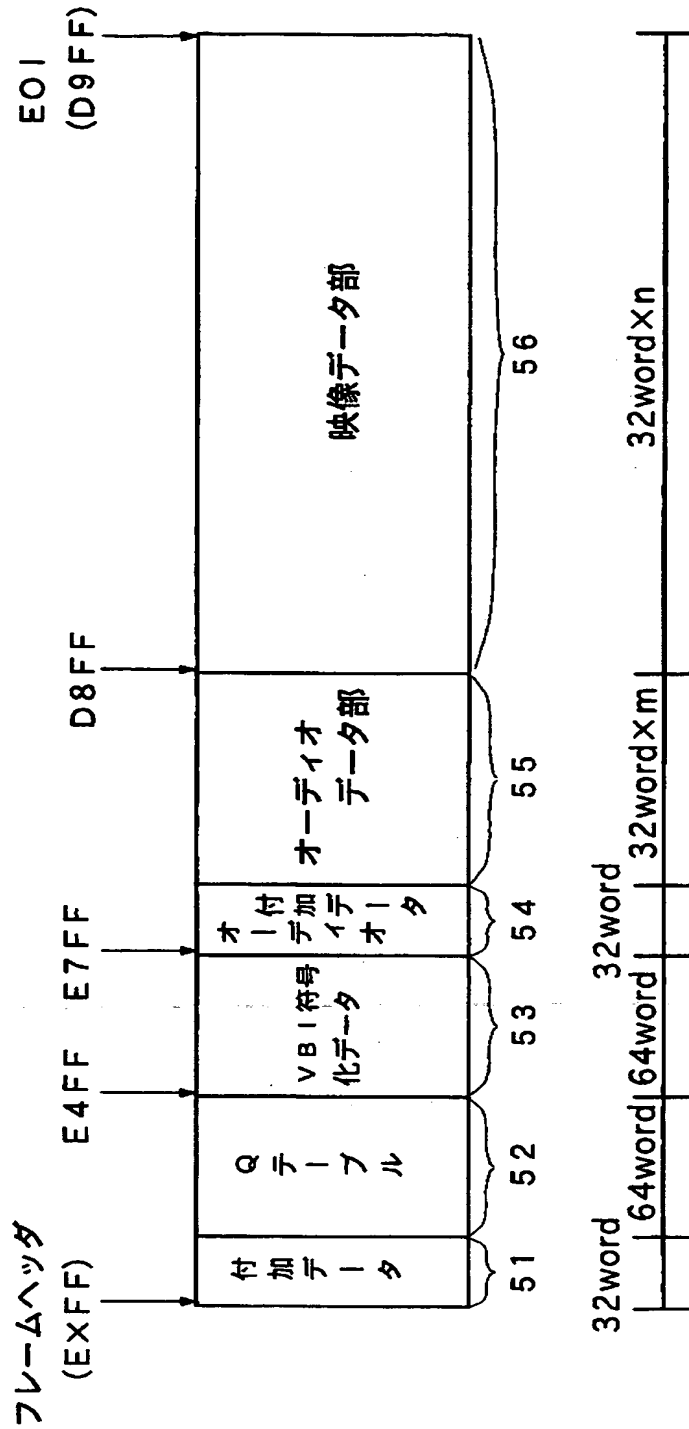 フレームヘッダ
(EXFF)
E4FF
E7FF
D8FF
EOI
(D9FF)
付加データ
Qテーブル
VBI符号
化データ
オーディオ
付加データ
オーディオ
データ部
映像データ部
51
52
53
54
55
56
32word
64word
64word
32word
32word×m
32word×n